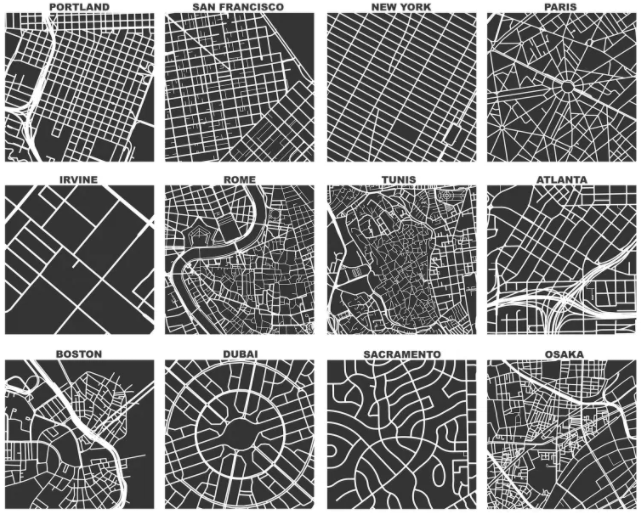 PORTLAND
SAN FRANCISCO
NEW YORK
PARIS
IRVINE
ROME
TUNIS
ATLANTA
BOSTON
DUBAI
SACRAMENTO
OSAKA